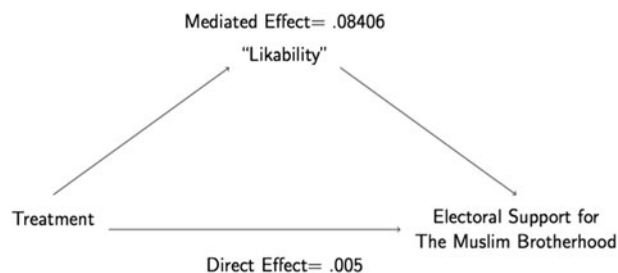 Mediated Effect= .08406
“Likability”
Treatment
Electoral Support for
The Muslim Brotherhood
Direct Effect= .005